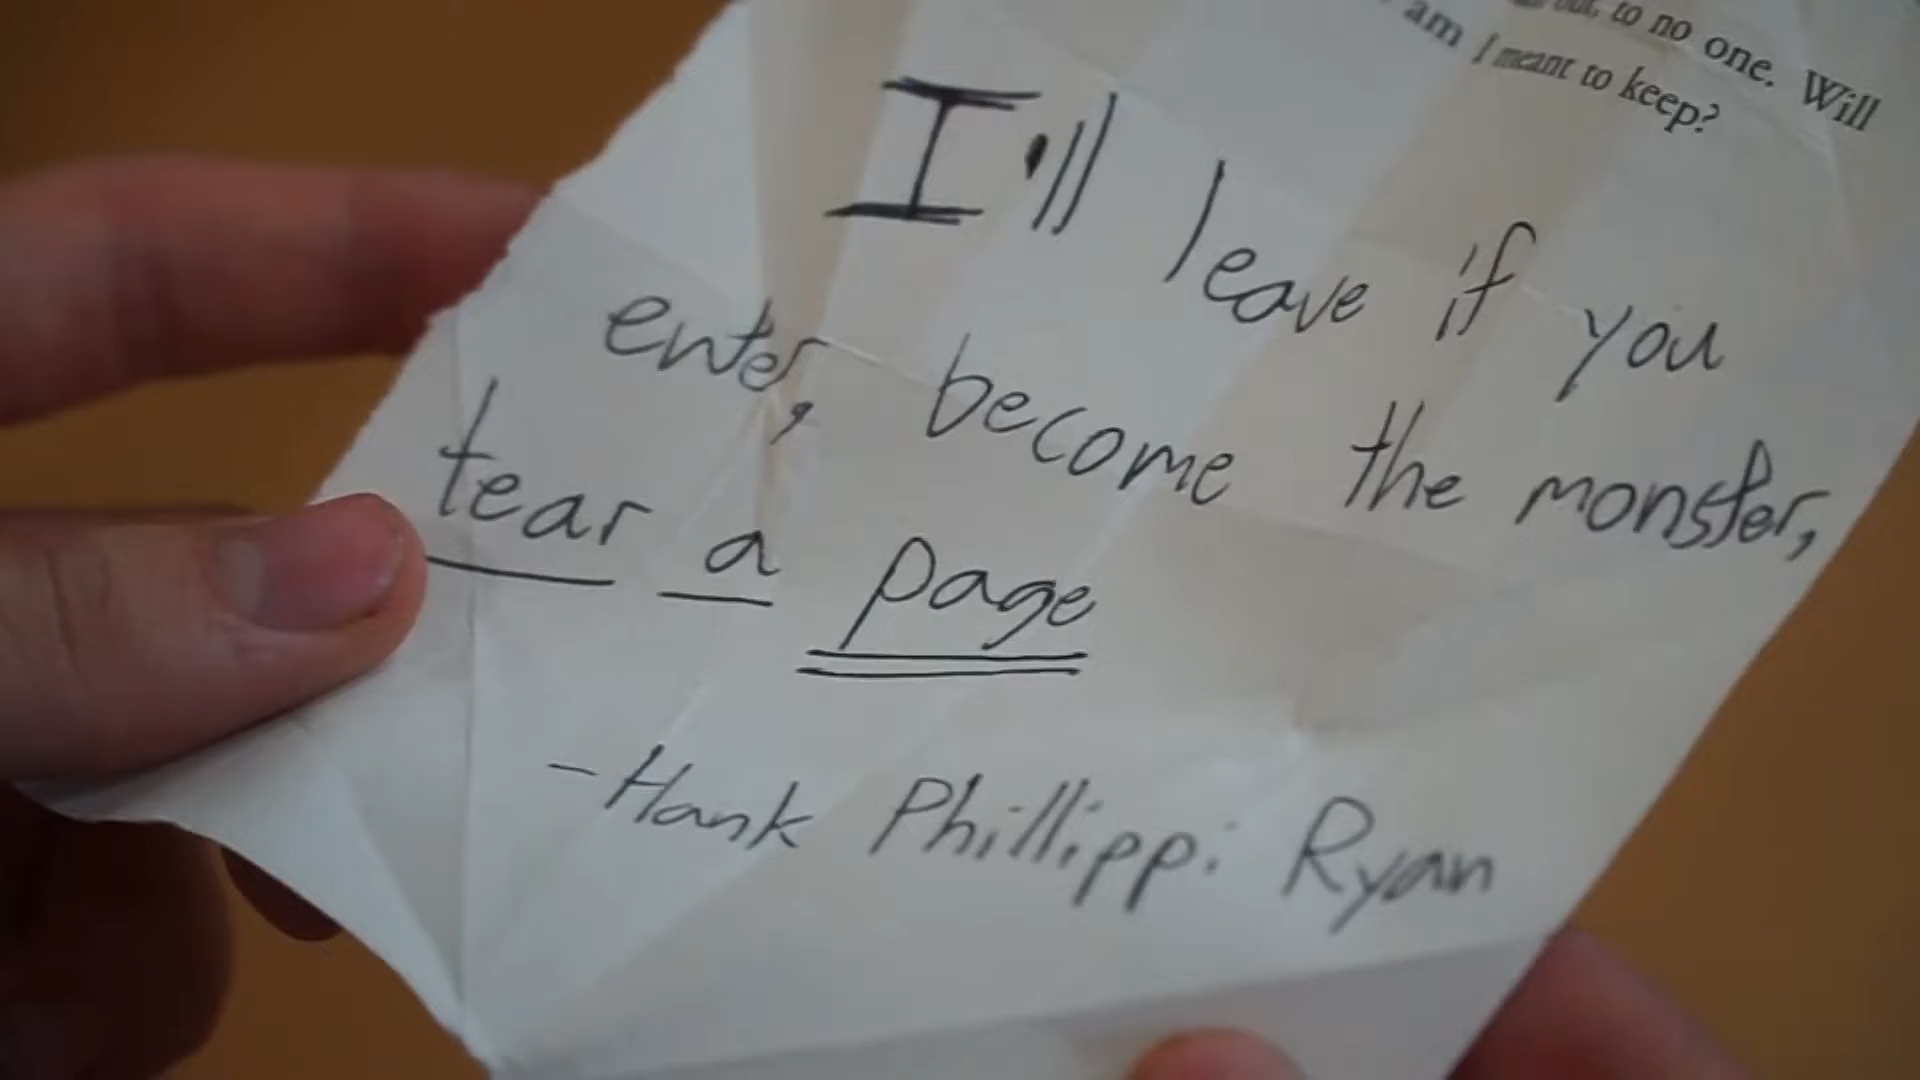 out, to no one. Will
am I meant to keep?
I'll leave if you
enter, become the monster,
tear a page
-Hank Phillippi Ryan